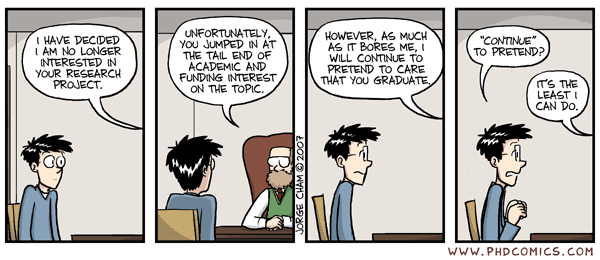 I HAVE DECIDED
I AM NO LONGER
INTERESTED IN
YOUR RESEARCH
PROJECT.
UNFORTUNATELY,
YOU JUMPED IN AT
THE TAIL END OF
ACADEMIC AND
FUNDING INTEREST
ON THE TOPIC.
JORGE CHAM © 2007
HOWEVER, AS MUCH
AS IT BORES ME, I
WILL CONTINUE TO
PRETEND TO CARE
THAT YOU GRADUATE.
"CONTINUE"
TO PRETEND?
IT'S THE
LEAST I
CAN DO.
WWW.PHDCOMICS.COM